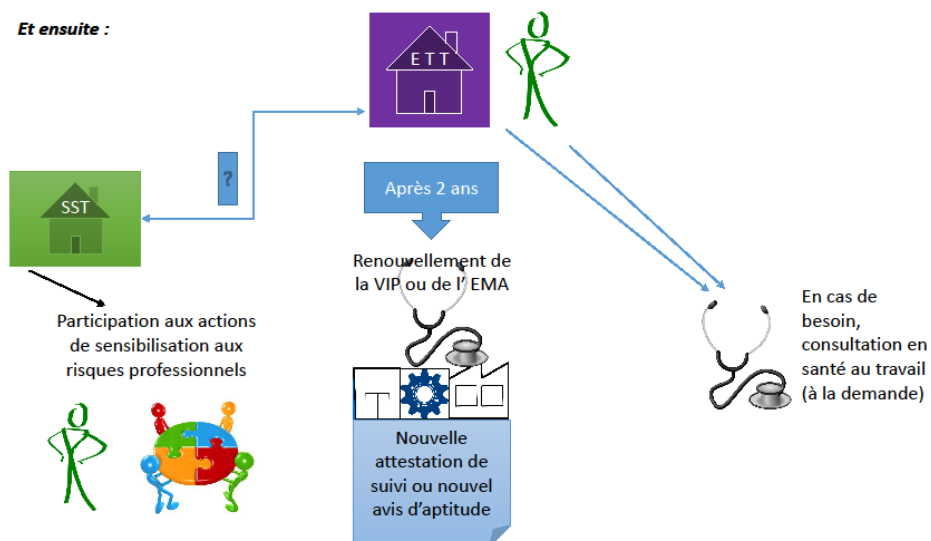 Et ensuite :
E T T
?
SST
Après 2 ans
Renouvellement de
la VIP ou de l’ EMA
Participation aux actions
de sensibilisation aux
risques professionnels
En cas de
besoin,
consultation en
santé au travail
(à la demande)
Nouvelle
attestation de
suivi ou nouvel
avis d’aptitude